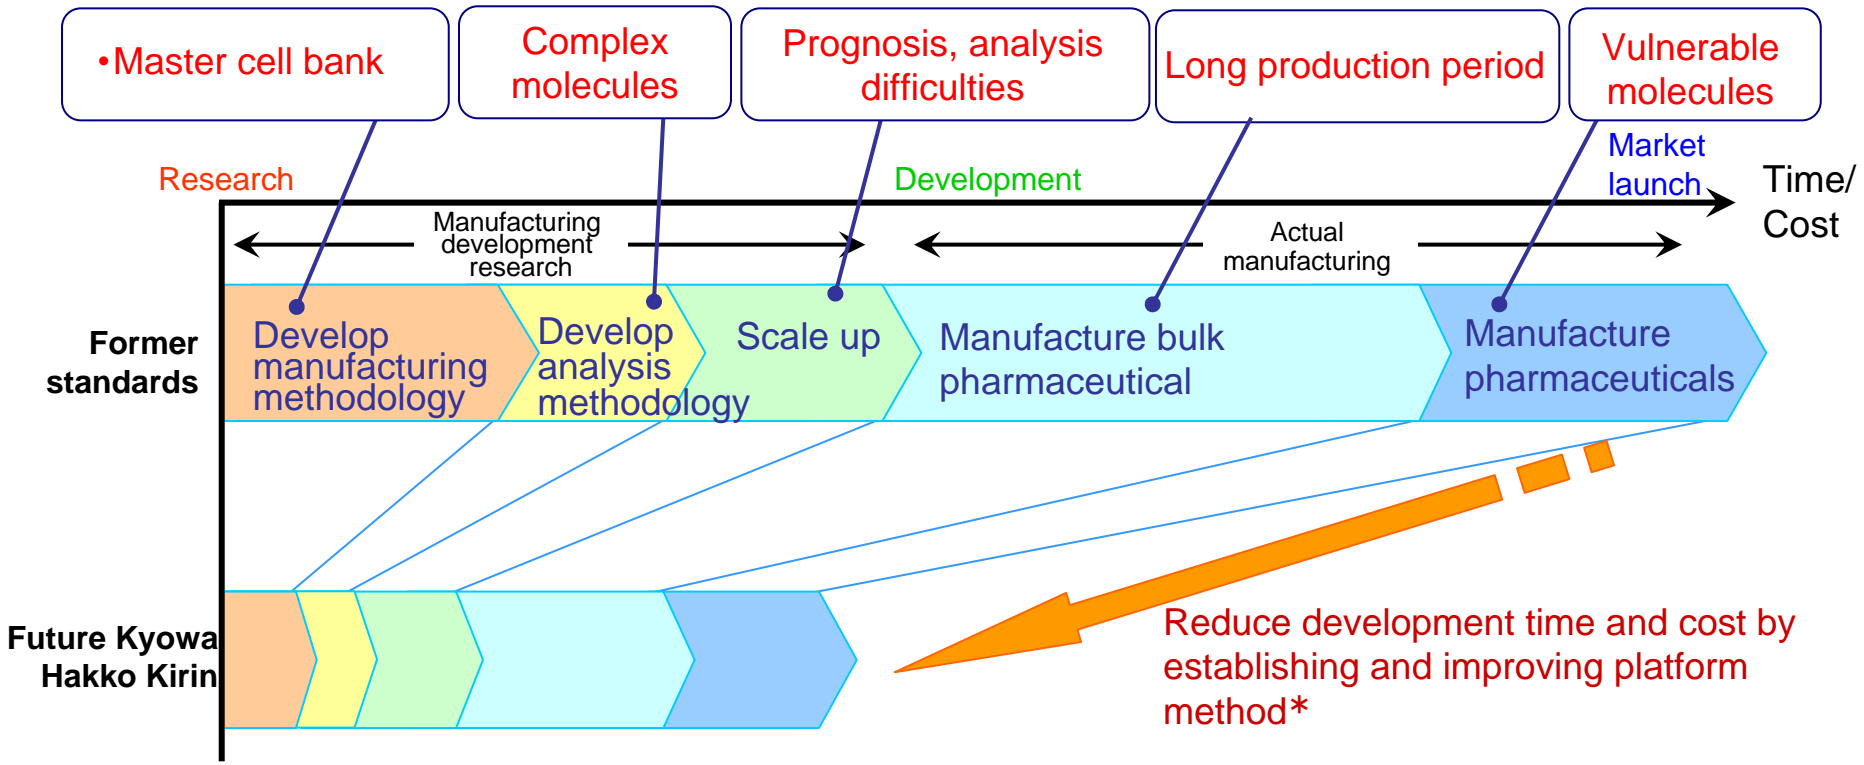 •Master cell bank
Complex
molecules
Prognosis, analysis
difficulties
Long production period
Vulnerable
molecules
Research
Development
Market
launch
Time/
Cost
Manufacturing
development
research
Actual
manufacturing
Former
standards
Develop
manufacturing
methodology
Develop
analysis
methodology
Scale up
Manufacture bulk
pharmaceutical
Manufacture
pharmaceuticals
Future Kyowa
Hakko Kirin
Reduce development time and cost by
establishing and improving platform
method*